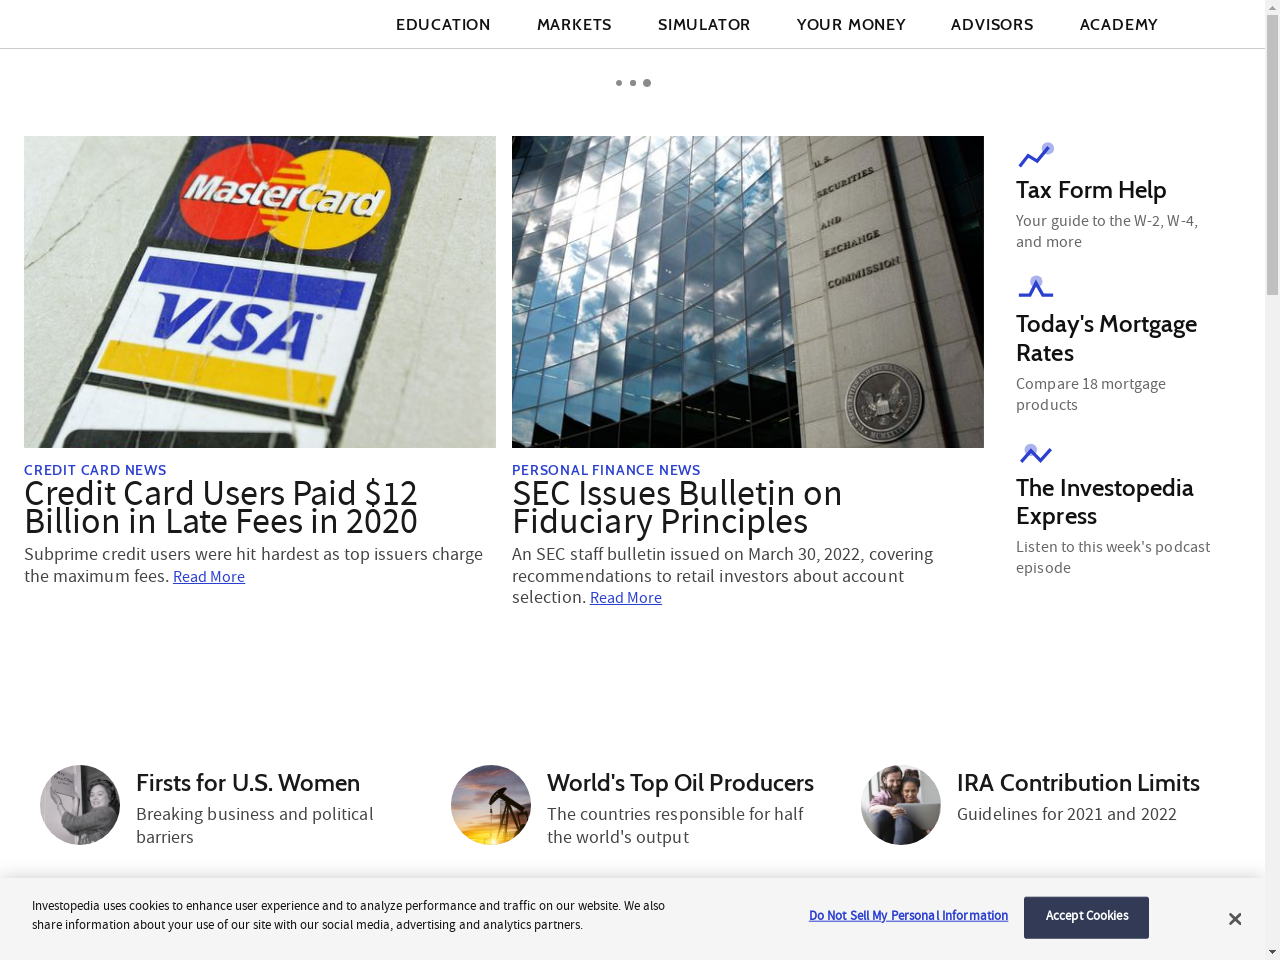 EDUCATION MARKETS SIMULATOR YOUR MONEY ADVISORS ACADEMY
MasterCard
VISA
U.S.
SECURITIES
AND
EXCHANGE
COMMISSION
CREDIT CARD NEWS
Credit Card Users Paid $12
Billion in Late Fees in 2020
Subprime credit users were hit hardest as top issuers charge
the maximum fees. Read More
PERSONAL FINANCE NEWS
SEC Issues Bulletin on
Fiduciary Principles
An SEC staff bulletin issued on March 30, 2022, covering
recommendations to retail investors about account
selection. Read More
Tax Form Help
Your guide to the W-2, W-4,
and more
Today's Mortgage
Rates
Compare 18 mortgage
products
The Investopedia
Express
Listen to this week's podcast
episode
Firsts for U.S. Women
Breaking business and political
barriers
World's Top Oil Producers
The countries responsible for half
the world's output
IRA Contribution Limits
Guidelines for 2021 and 2022
Investopedia uses cookies to enhance user experience and to analyze performance and traffic on our website. We also
share information about your use of our site with our social media, advertising and analytics partners.
Do Not Sell My Personal Information
Accept Cookies